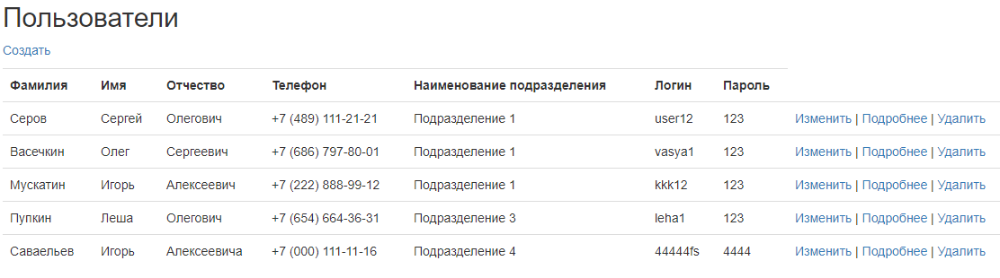 Пользователи
Создать
Фамилия Имя Отчество Телефон Наименование подразделения Логин Пароль
Серов Сергей Олегович +7 (489) 111-21-21 Подразделение 1 user12 123 Изменить | Подробнее | Удалить
Васечкин Олег Сергеевич +7 (686) 797-80-01 Подразделение 1 vasya1 123 Изменить | Подробнее | Удалить
Мускатин Игорь Алексеевич +7 (222) 888-99-12 Подразделение 1 kkk12 123 Изменить | Подробнее | Удалить
Пупкин Леша Олегович +7 (654) 664-36-31 Подразделение 3 leha1 123 Изменить | Подробнее | Удалить
Саваельев Игорь Алексеевича +7 (000) 111-11-16 Подразделение 4 44444fs 4444 Изменить | Подробнее | Удалить